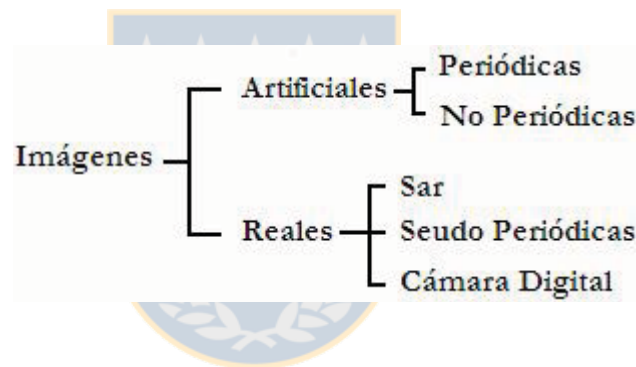 Imágenes
Artificiales
Periódicas
No Periódicas
Reales
Sar
Seudo Periódicas
Cámara Digital